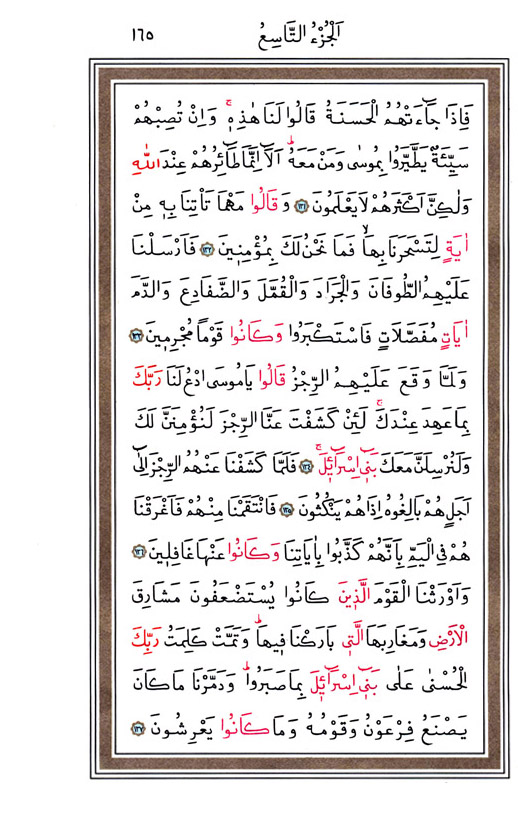 اَلْجُزْءُ التَّاسِعُ
١٦٥
فَاِذَا جَٓاءَتْهُمُ الْحَسَنَةُ قَالُوا لَنَا هٰذِه۪ۚ وَاِنْ تُصِبْهُمْ
سَيِّئَةٌ يَطَّيَّرُوا بِمُوسٰى وَمَنْ مَعَهُۜ اَلَٓا اِنَّمَا طَٓائِرُهُمْ عِنْدَ اللّٰهِ
وَلٰكِنَّ اَكْثَرَهُمْ لَا يَعْلَمُونَ ﴿١٣١﴾ وَقَالُوا مَهْمَا تَأْتِنَا بِه۪ مِنْ
اٰيَةٍ لِتَسْحَرَنَا بِهَاۙ فَمَا نَحْنُ لَكَ بِمُؤْمِن۪ينَ ﴿١٣٢﴾ فَاَرْسَلْنَا
عَلَيْهِمُ الطُّوفَانَ وَالْجَرَادَ وَالْقُمَّلَ وَالضَّفَادِعَ وَالدَّمَ
اٰيَاتٍ مُفَصَّلَاتٍ فَاسْتَكْبَرُوا وَكَانُوا قَوْمًا مُجْرِم۪ينَ ﴿١٣٣﴾
وَلَمَّا وَقَعَ عَلَيْهِمُ الرِّجْزُ قَالُوا يَا مُوسَى ادْعُ لَنَا رَبَّكَ
بِمَا عَهِدَ عِنْدَكَۚ لَئِنْ كَشَفْتَ عَنَّا الرِّجْزَ لَنُؤْمِنَنَّ لَكَ
وَلَنُرْسِلَنَّ مَعَكَ بَن۪ٓي اِسْرَٓائ۪لَۚ ﴿١٣٤﴾ فَلَمَّا كَشَفْنَا عَنْهُمُ الرِّجْزَ اِلٰٓى
اَجَلٍ هُمْ بَالِغُوهُ اِذَا هُمْ يَنْكُثُونَ ﴿١٣٥﴾ فَانْتَقَمْنَا مِنْهُمْ فَاَغْرَقْنَا
هُمْ فِي الْيَمِّ بِاَنَّهُمْ كَذَّبُوا بِاٰيَاتِنَا وَكَانُوا عَنْهَا غَافِل۪ينَ ﴿١٣٦﴾
وَاَوْرَثْنَا الْقَوْمَ الَّذ۪ينَ كَانُوا يُسْتَضْعَفُونَ مَشَارِقَ
الْاَرْضِ وَمَغَارِبَهَا الَّت۪ي بَارَكْنَا ف۪يهَاۜ وَتَمَّتْ كَلِمَتُ رَبِّكَ
الْحُسْنٰى عَلٰى بَن۪ٓي اِسْرَٓائ۪لَ بِمَا صَبَرُواۜ وَدَمَّرْنَا مَا كَانَ
يَصْنَعُ فِرْعَوْنُ وَقَوْمُهُ وَمَا كَانُوا يَعْرِشُونَ ﴿١٣٧﴾